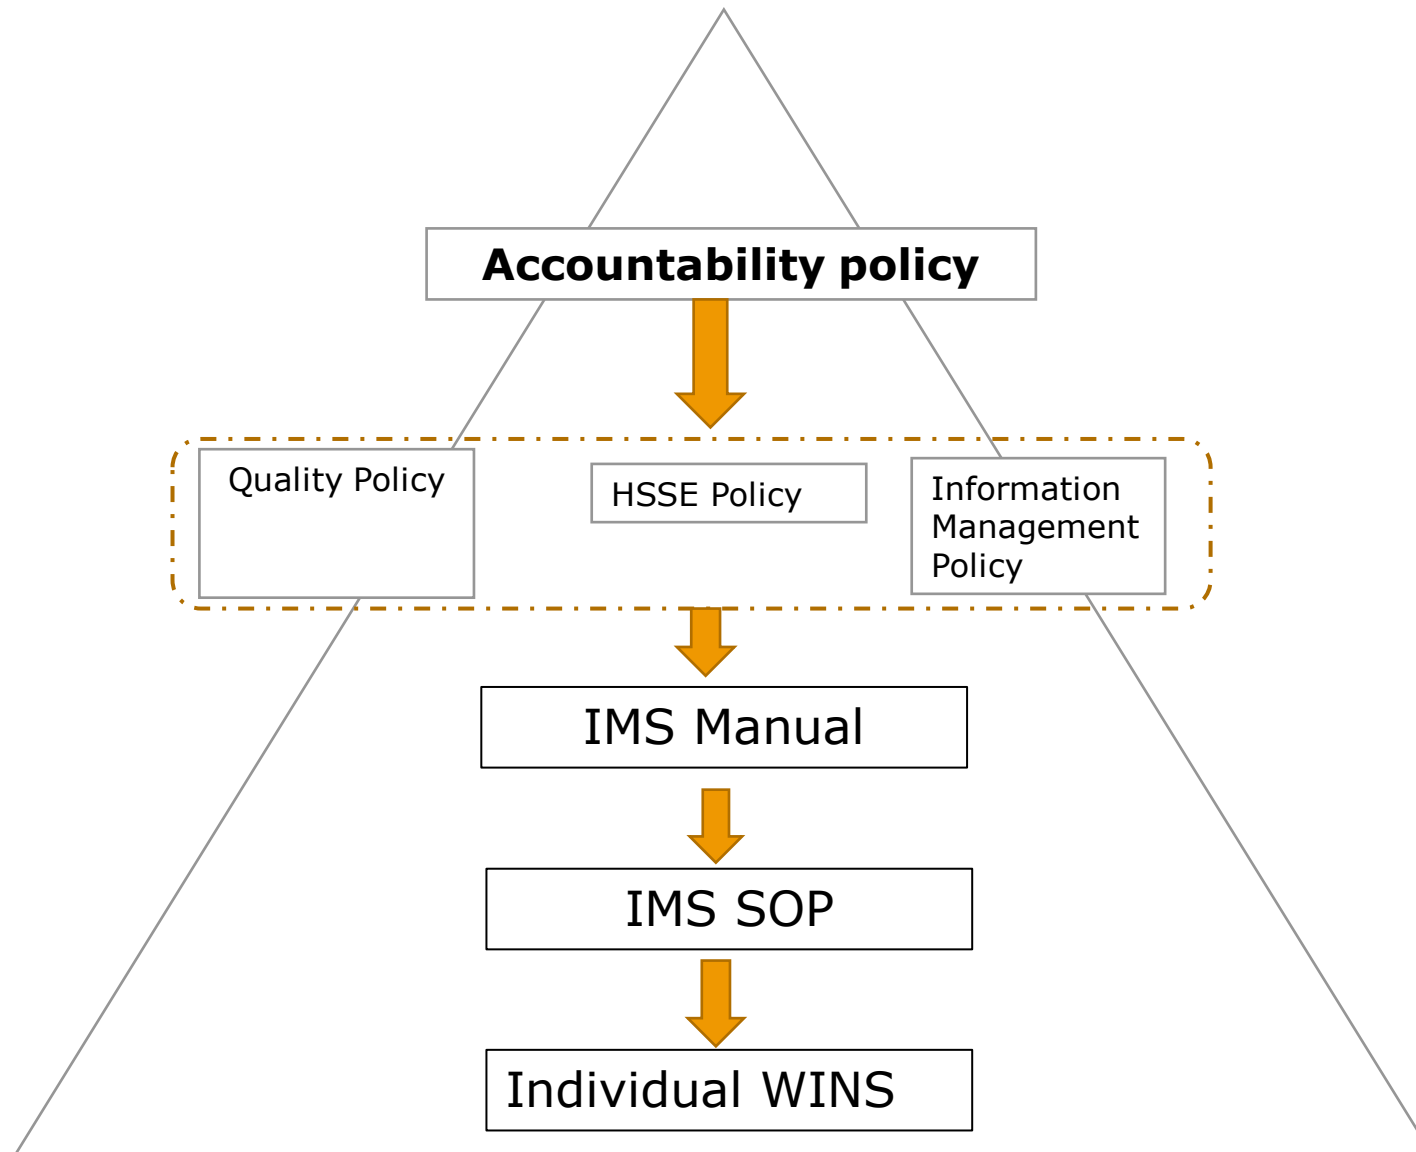 Accountability policy
Quality Policy
HSSE Policy
Information
Management
Policy
IMS Manual
IMS SOP
Individual WINS